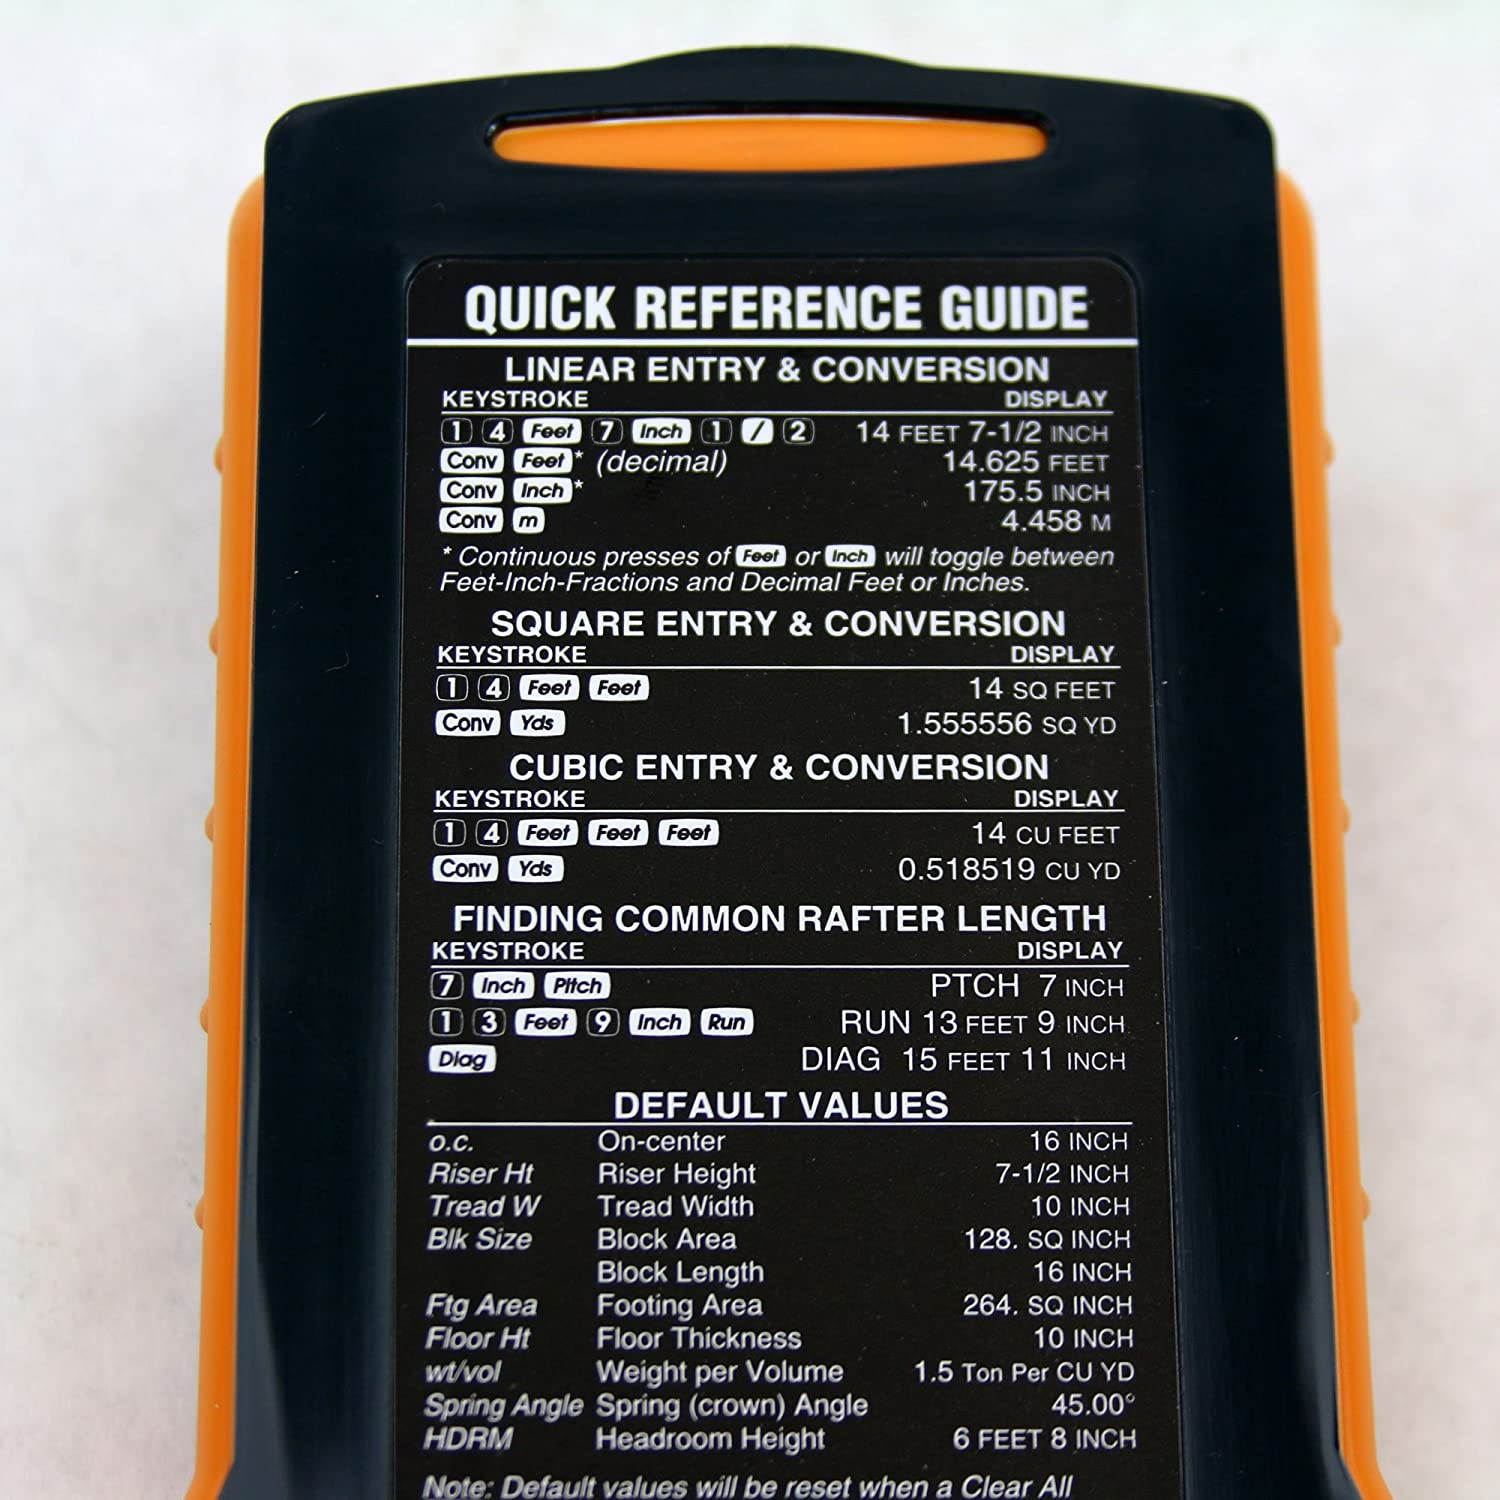 QUICK REFERENCE GUIDE
LINEAR ENTRY & CONVERSION
KEYSTROKE DISPLAY
1 4 Feet 7 Inch 1 / 2 14 FEET 7-1/2 INCH
Conv Feet* (decimal) 14.625 FEET
Conv Inch* 175.5 INCH
Conv m 4.458 M
* Continuous presses of Feet or Inch will toggle between
Feet-Inch-Fractions and Decimal Feet or Inches.
SQUARE ENTRY & CONVERSION
KEYSTROKE DISPLAY
1 4 Feet Feet 14 SQ FEET
Conv Yds 1.555556 SQ YD
CUBIC ENTRY & CONVERSION
KEYSTROKE DISPLAY
1 4 Feet Feet Feet 14 CU FEET
Conv Yds 0.518519 CU YD
FINDING COMMON RAFTER LENGTH
KEYSTROKE DISPLAY
7 Inch Pitch PTCH 7 INCH
1 3 Feet 9 Inch Run RUN 13 FEET 9 INCH
Diag DIAG 15 FEET 11 INCH
DEFAULT VALUES
o.c. On-center 16 INCH
Riser Ht Riser Height 7-1/2 INCH
Tread W Tread Width 10 INCH
Blk Size Block Area 128. SQ INCH
Block Length 16 INCH
Ftg Area Footing Area 264. SQ INCH
Floor Ht Floor Thickness 10 INCH
wt/vol Weight per Volume 1.5 Ton Per CU YD
Spring Angle Spring (crown) Angle 45.00°
HDRM Headroom Height 6 FEET 8 INCH
Note: Default values will be reset when a Clear All